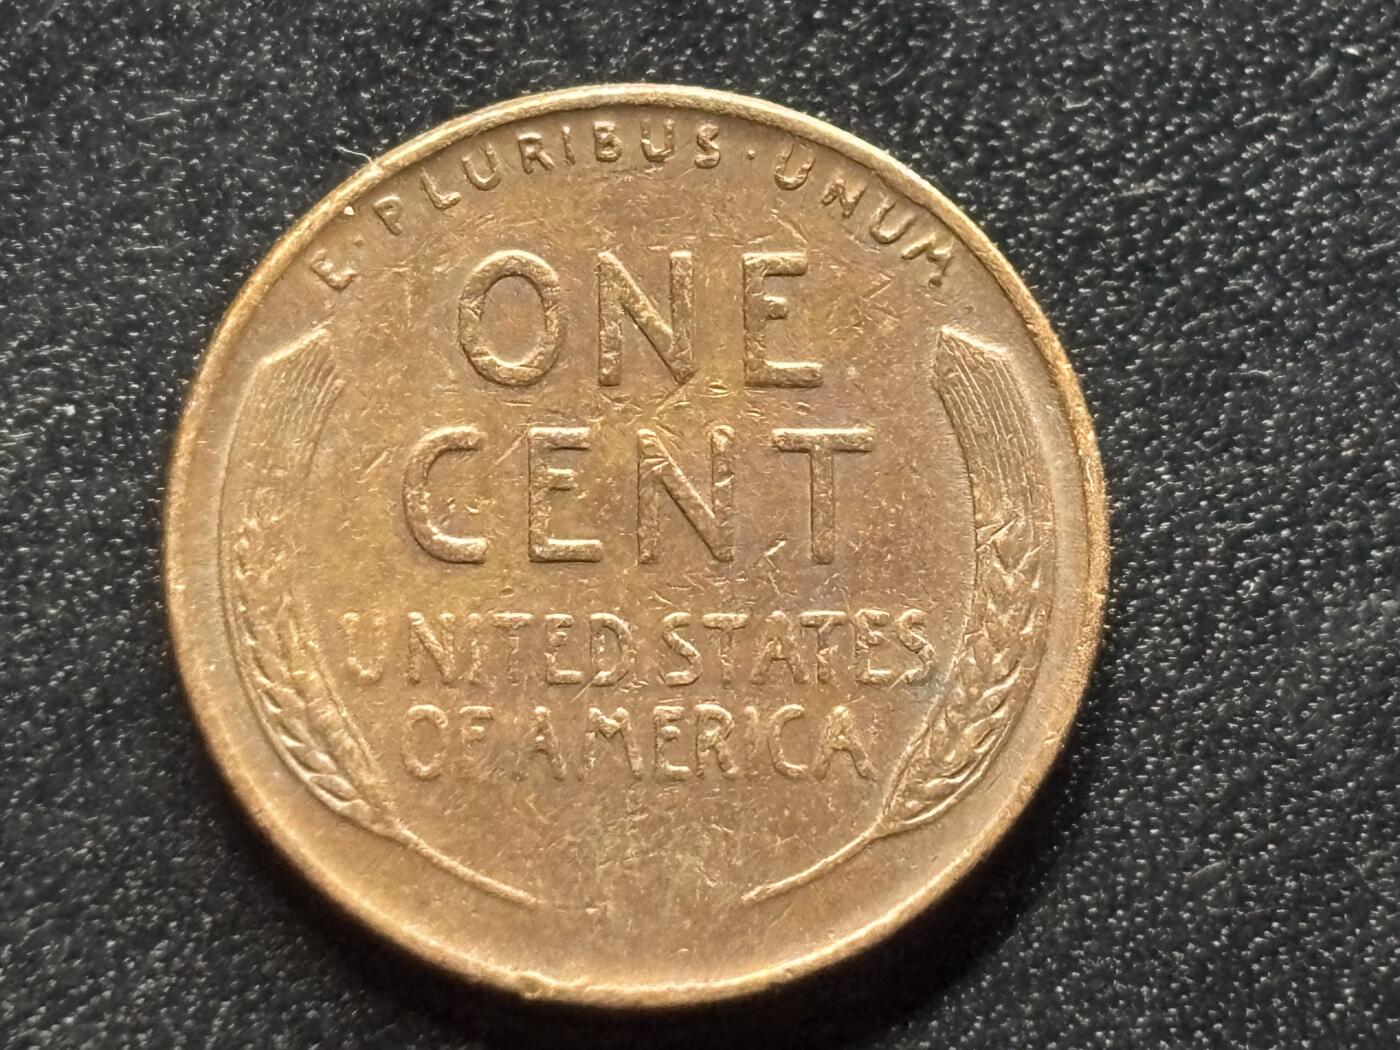 E·PLURIBUS·UNUM
ONE
CENT
UNITED STATES
OF AMERICA